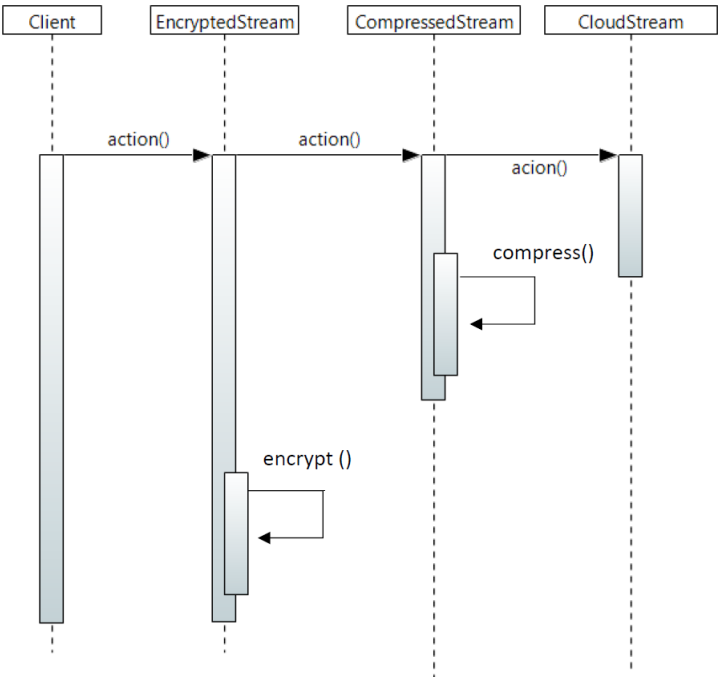 Client
EncryptedStream
CompressedStream
CloudStream
action()
action()
acion()
compress()
encrypt ()